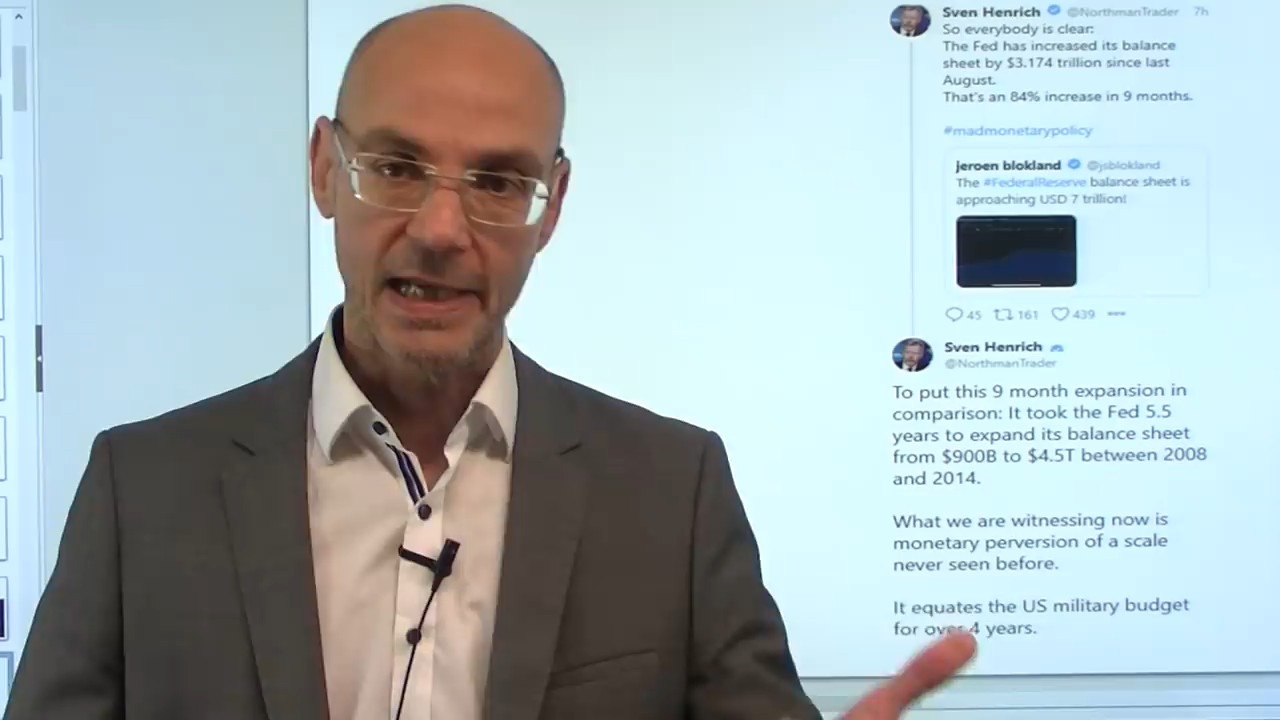 Sven Henrich @NorthmanTrader 7h
So everybody is clear:
The Fed has increased its balance
sheet by $3.174 trillion since last
August.
That's an 84% increase in 9 months.
#madmonetarypolicy
jeroen blokland @jsblokland
The #FederalReserve balance sheet is
approaching USD 7 trillion!
45 161 439
Sven Henrich
@NorthmanTrader
To put this 9 month expansion in
comparison: It took the Fed 5.5
years to expand its balance sheet
from $900B to $4.5T between 2008
and 2014.
What we are witnessing now is
monetary perversion of a scale
never seen before.
It equates the US military budget
for over 4 years.